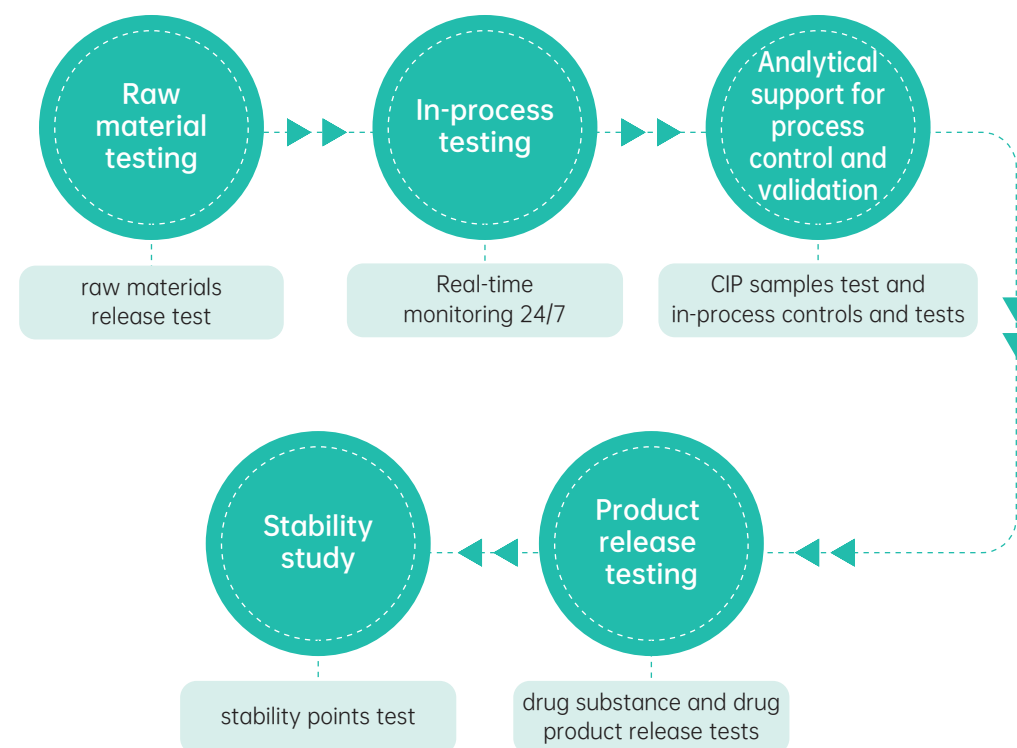 Raw
material
testing
In-process
testing
Analytical
support for
process
control and
validation
raw materials
release test
Real-time
monitoring 24/7
CIP samples test and
in-process controls and tests
Product
release
testing
Stability
study
drug substance and drug
product release tests
stability points test